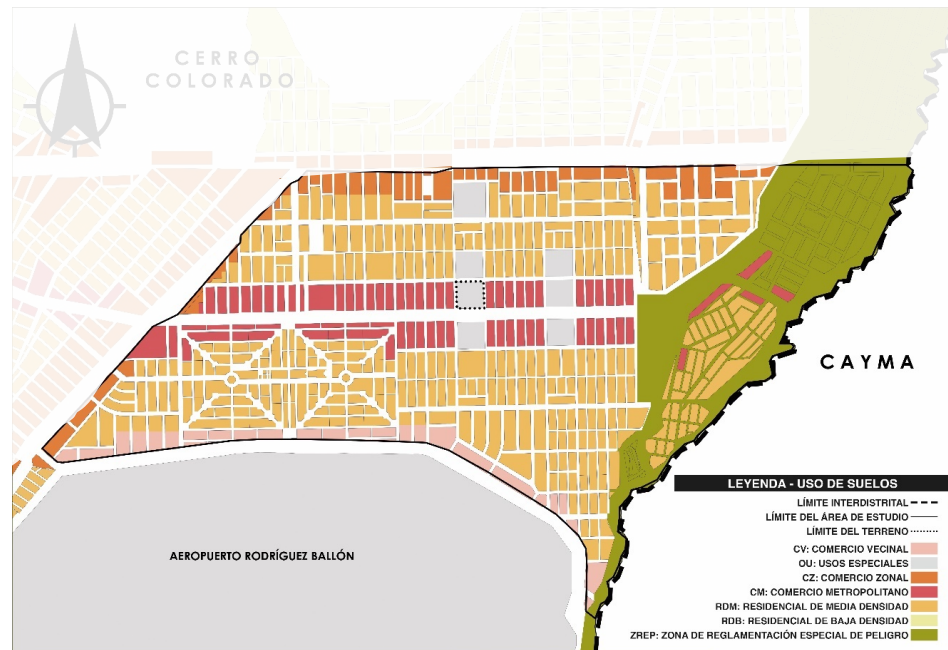 CERRO
COLORADO
CAYMA
AEROPUERTO RODRÍGUEZ BALLÓN
LEYENDA - USO DE SUELOS
LÍMITE INTERDISTRITAL
LÍMITE DEL ÁREA DE ESTUDIO
LÍMITE DEL TERRENO
CV: COMERCIO VECINAL
OU: USOS ESPECIALES
CZ: COMERCIO ZONAL
CM: COMERCIO METROPOLITANO
RDM: RESIDENCIAL DE MEDIA DENSIDAD
RDB: RESIDENCIAL DE BAJA DENSIDAD
ZREP: ZONA DE REGLAMENTACIÓN ESPECIAL DE PELIGRO